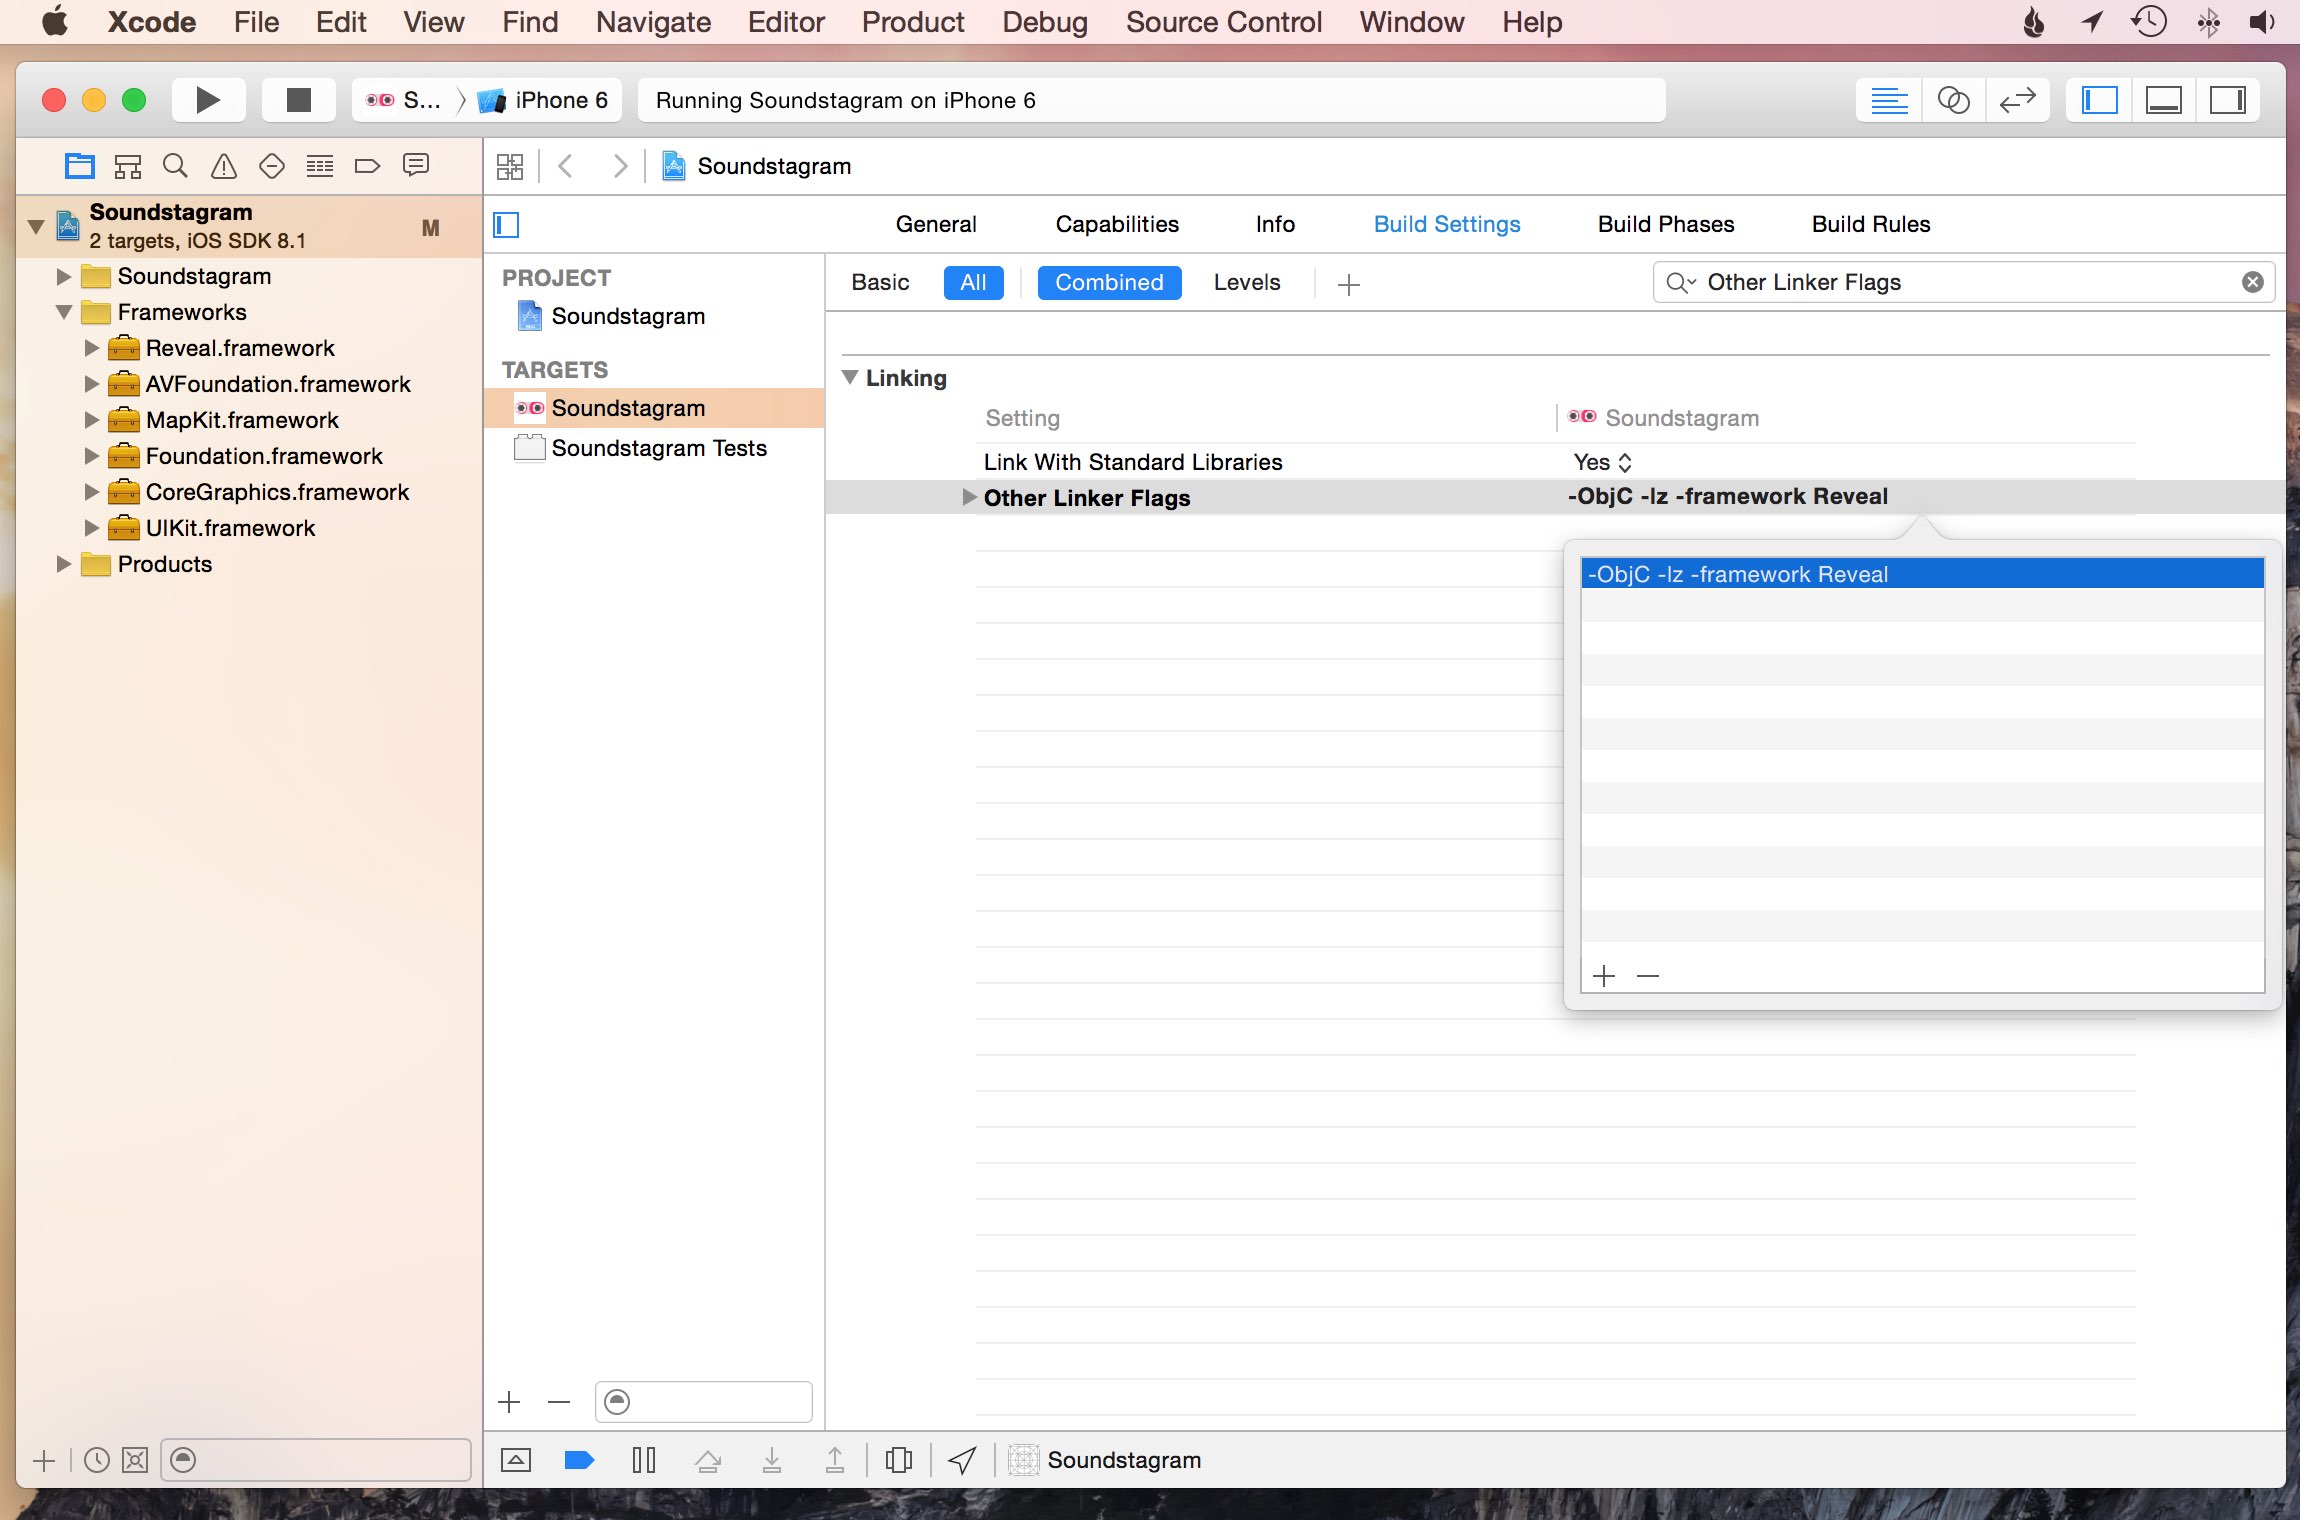 Xcode File Edit View Find Navigate Editor Product Debug Source Control Window Help
S... iPhone 6 Running Soundstagram on iPhone 6
Soundstagram
2 targets, iOS SDK 8.1
M
Soundstagram
Frameworks
Reveal.framework
AVFoundation.framework
MapKit.framework
Foundation.framework
CoreGraphics.framework
UIKit.framework
Products
Soundstagram
General Capabilities Info Build Settings Build Phases Build Rules
PROJECT
Soundstagram
TARGETS
Soundstagram
Soundstagram Tests
Basic All Combined Levels Other Linker Flags
Linking
Setting Soundstagram
Link With Standard Libraries Yes
Other Linker Flags -ObjC -lz -framework Reveal
-ObjC -lz -framework Reveal
Soundstagram